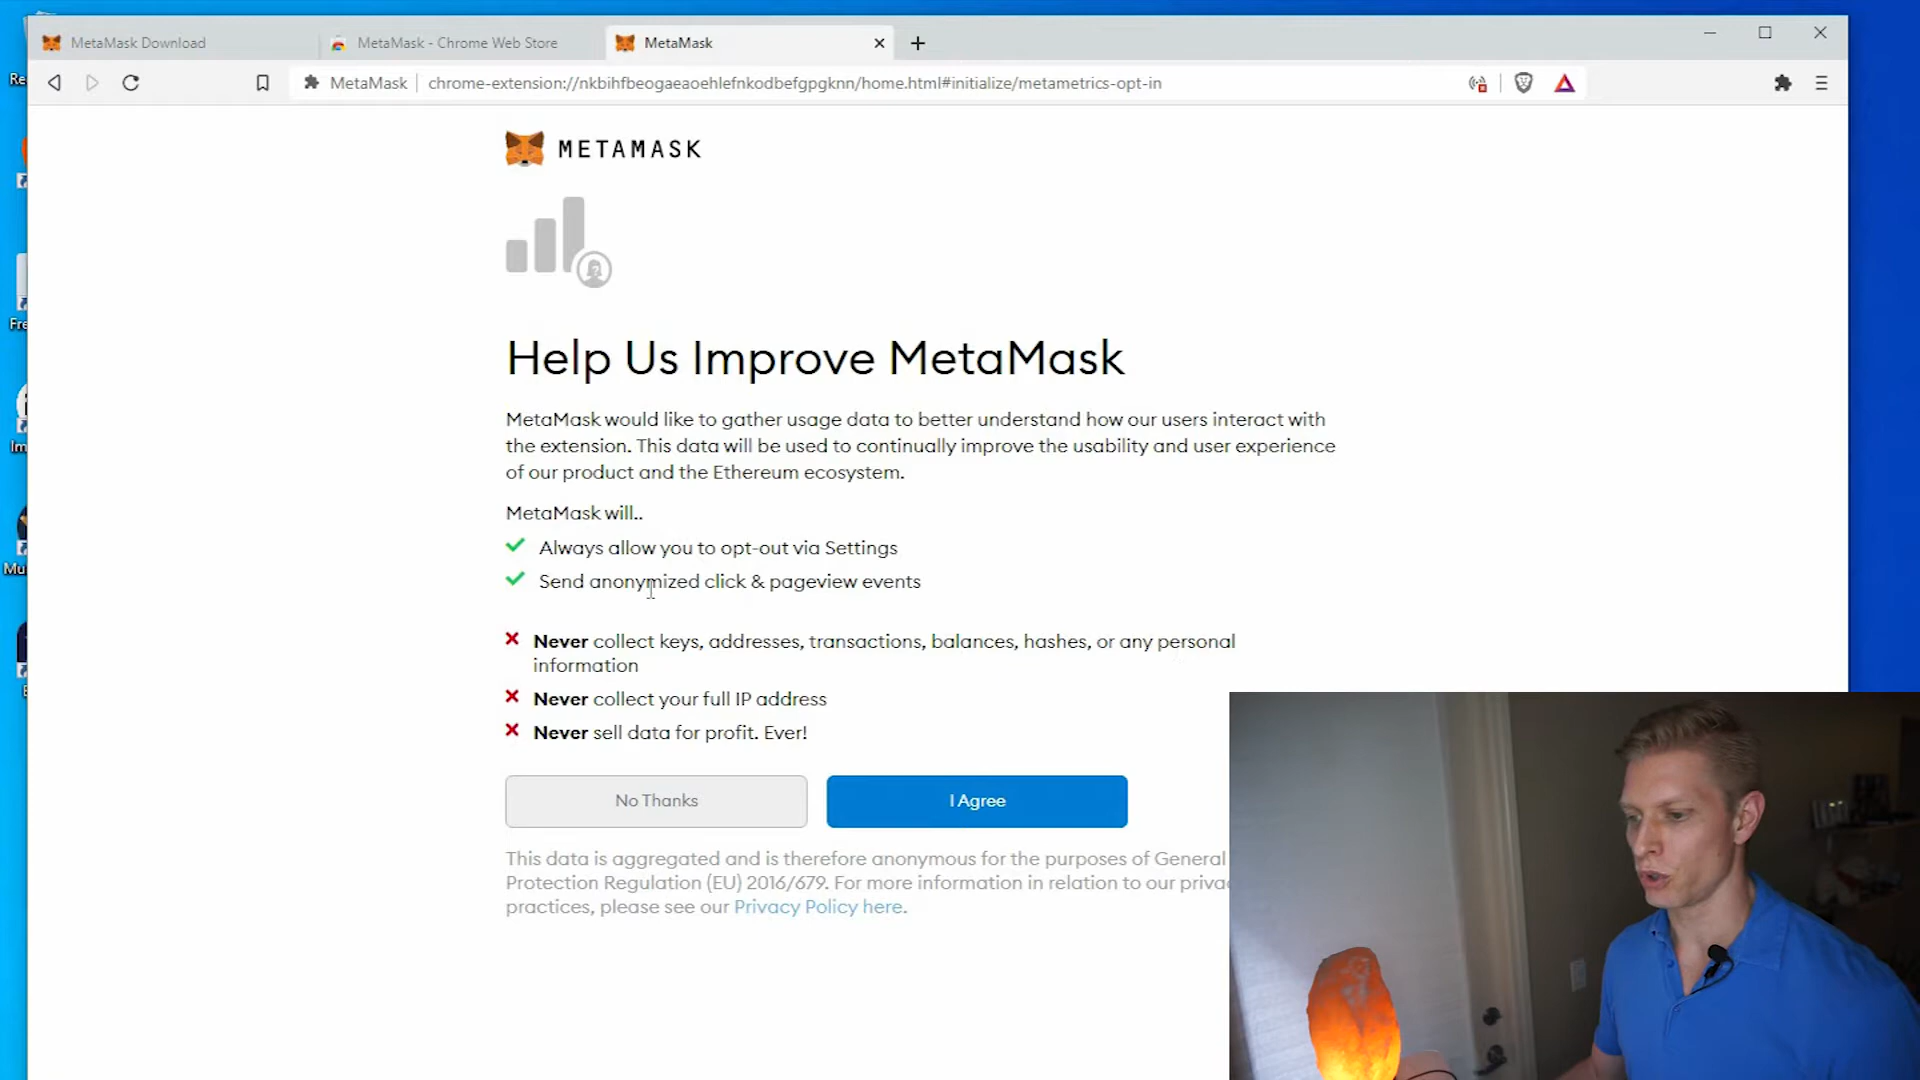 MetaMask Download
MetaMask - Chrome Web Store
MetaMask
MetaMask
chrome-extension://nkbihfbeogaeaoehlefnkodbefgpgknn/home.html#initialize/metametrics-opt-in
METAMASK
Help Us Improve MetaMask
MetaMask would like to gather usage data to better understand how our users interact with
the extension. This data will be used to continually improve the usability and user experience
of our product and the Ethereum ecosystem.
MetaMask will..
Always allow you to opt-out via Settings
Send anonymized click & pageview events
Never collect keys, addresses, transactions, balances, hashes, or any personal
information
Never collect your full IP address
Never sell data for profit. Ever!
No Thanks
I Agree
This data is aggregated and is therefore anonymous for the purposes of General
Protection Regulation (EU) 2016/679. For more information in relation to our
practices, please see our Privacy Policy here.